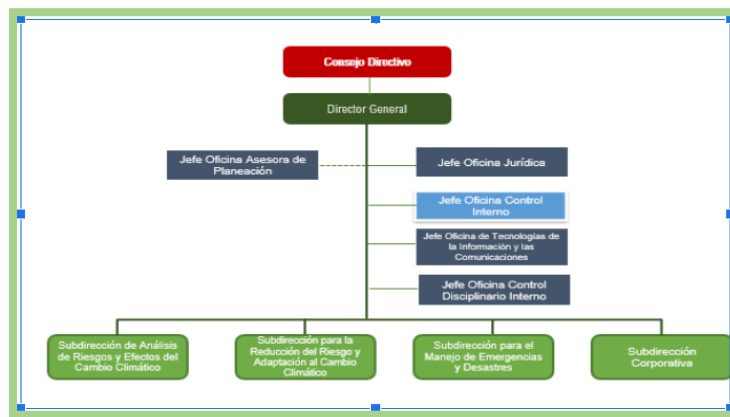 Consejo Directivo
Director General
Jefe Oficina Asesora de
Planeación
Jefe Oficina Jurídica
Jefe Oficina Control
Interno
Jefe Oficina de Tecnologías de
la Información y las
Comunicaciones
Jefe Oficina Control
Disciplinario Interno
Subdirección de Análisis
de Riesgos y Efectos del
Cambio Climático
Subdirección para la
Reducción del Riesgo y
Adaptación al Cambio
Climático
Subdirección para el
Manejo de Emergencias
y Desastres
Subdirección
Corporativa